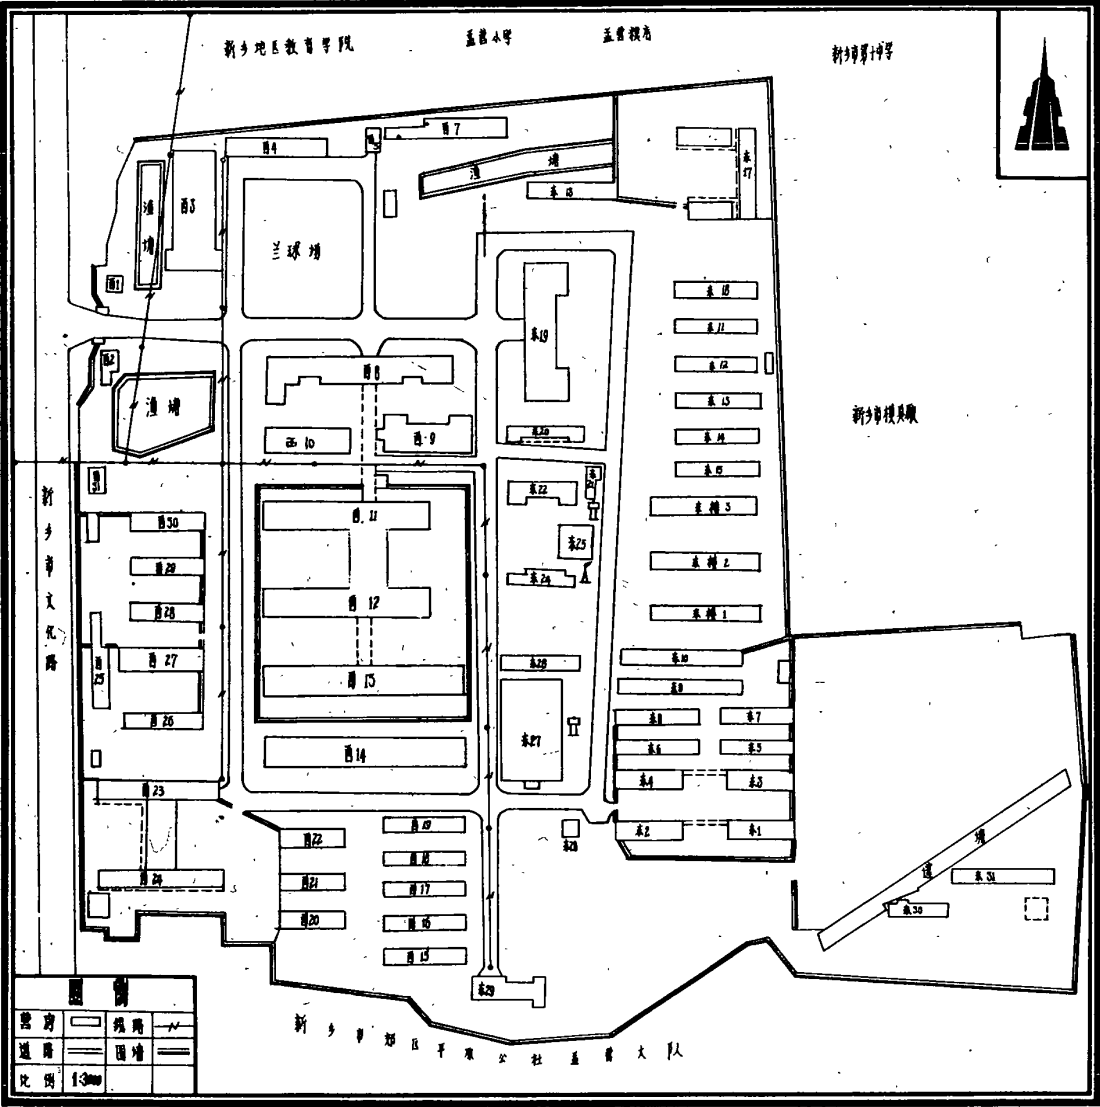 新乡地区教育学院
孟营小学
新乡市第十中学
西7
西4
西5
东17
渔塘
东18
渔塘
西3
兰球场
西1
东16
东19
东11
西2
西8
东12
渔塘
东13
新乡市模具厂
东20
东14
西10
西9
东15
新乡市文化路
西31
东22
东棚3
西11
西30
东23
东棚2
西29
东24
西12
西28
东棚1
西27
东28
东10
西25
西13
东9
西26
东8
东7
东27
东6
东5
西14
东4
东3
西23
西19
西22
东2
东1
西18
道
西24
西21
西17
东31
西20
西16
东30
西15
东29
新乡市郊区平原公社孟营大队
图
营房
线路
道路
围墙
比例
1:3000